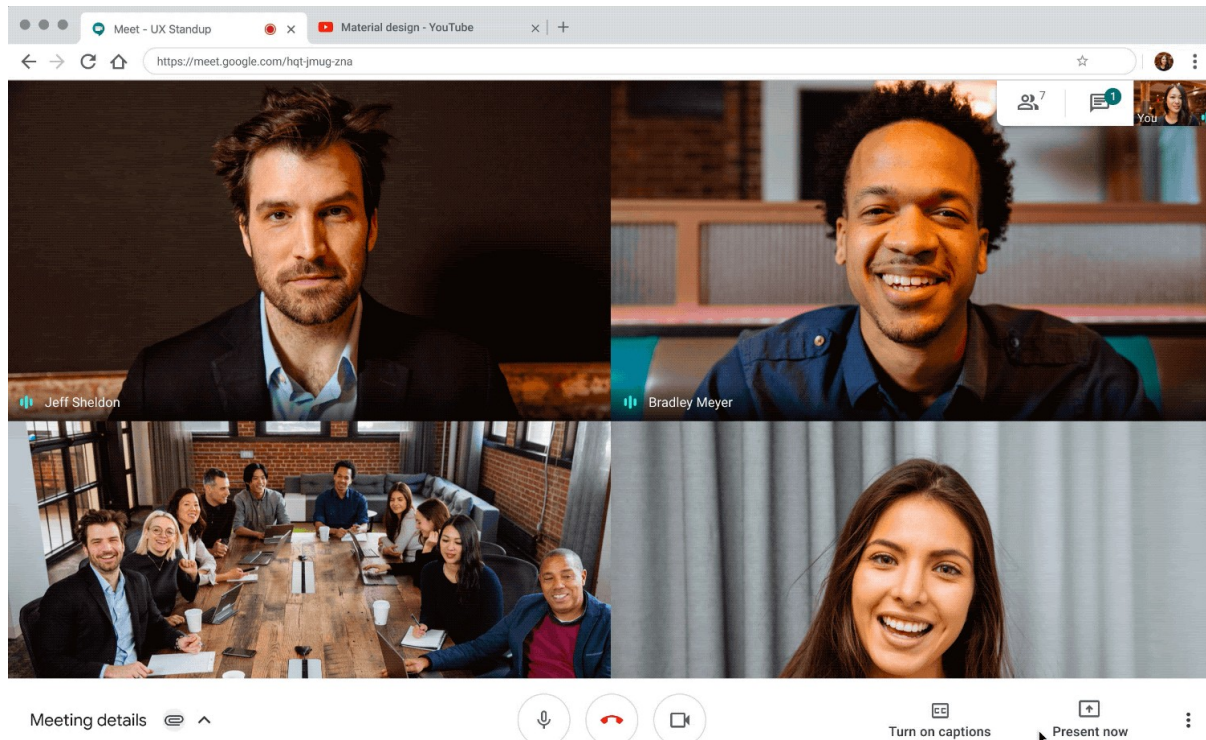 Meet - UX Standup
Material design - YouTube
https://meet.google.com/hqt-jmug-zna
7
1
You
Jeff Sheldon
Bradley Meyer
Meeting details
CC
Turn on captions
Present now